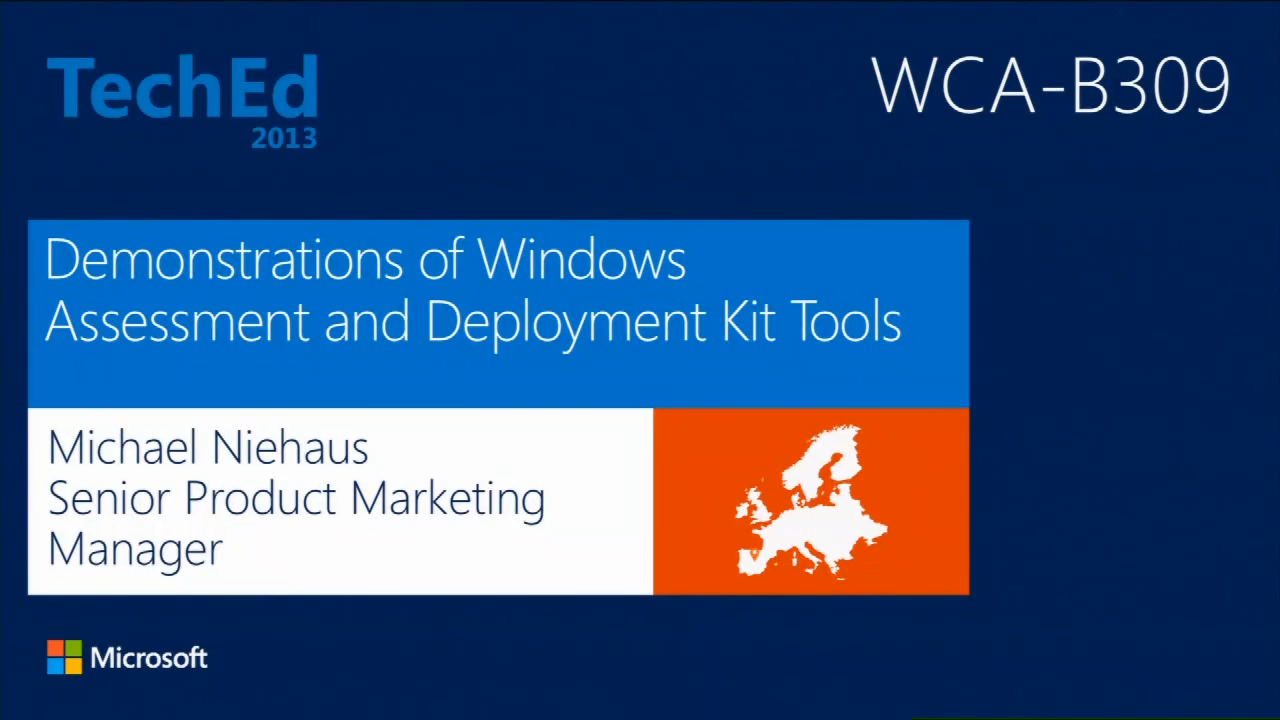 TechEd
2013
WCA-B309
Demonstrations of Windows
Assessment and Deployment Kit Tools
Michael Niehaus
Senior Product Marketing
Manager
Microsoft